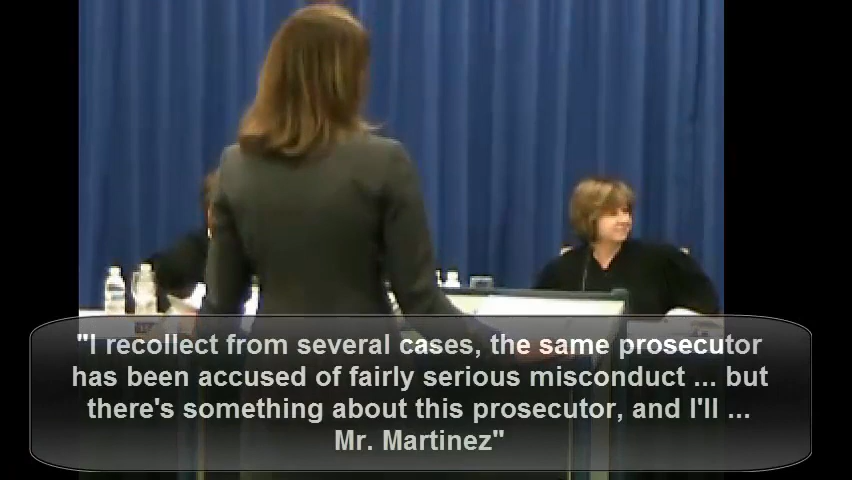 "I recollect from several cases, the same prosecutor
has been accused of fairly serious misconduct ... but
there's something about this prosecutor, and I'll ...
Mr. Martinez"